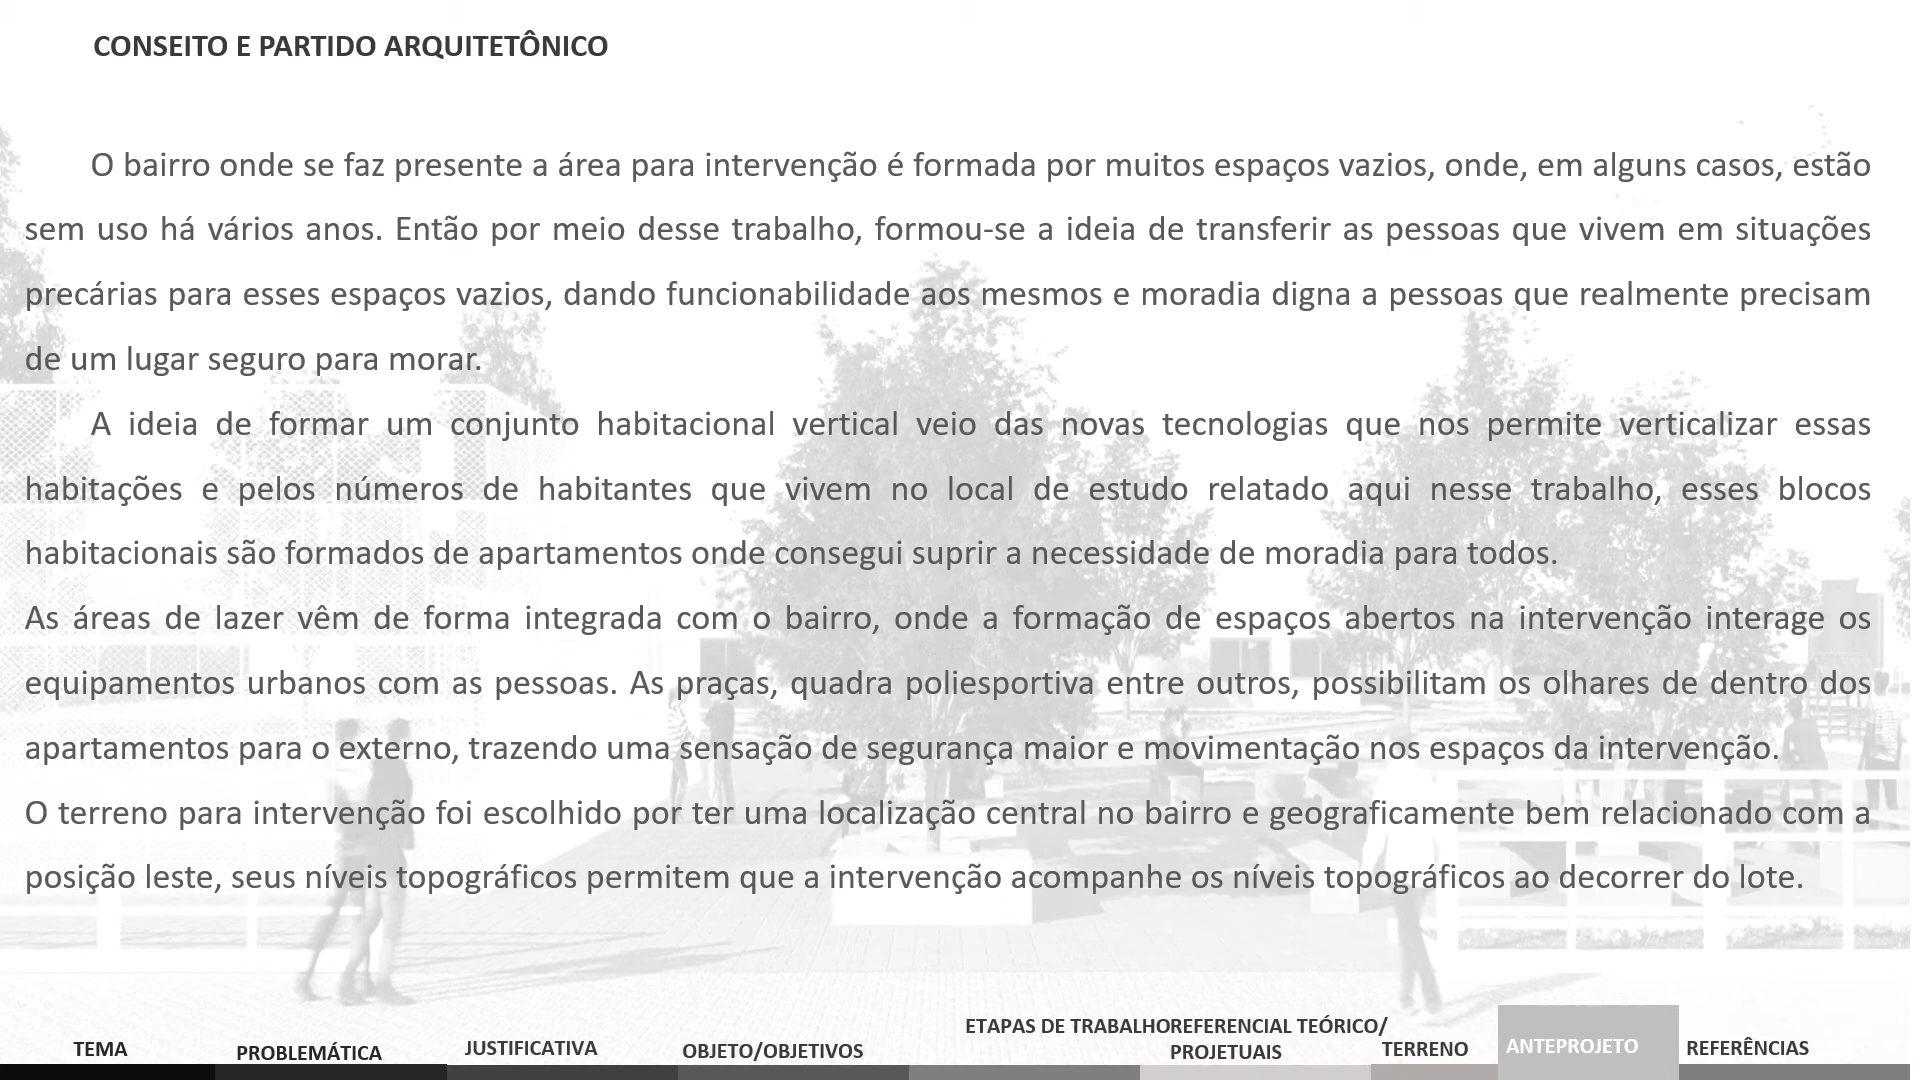 CONSEITO E PARTIDO ARQUITETÔNICO
O bairro onde se faz presente a área para intervenção é formada por muitos espaços vazios, onde, em alguns casos, estão
sem uso há vários anos. Então por meio desse trabalho, formou-se a ideia de transferir as pessoas que vivem em situações
precárias para esses espaços vazios, dando funcionabilidade aos mesmos e moradia digna a pessoas que realmente precisam
de um lugar seguro para morar.
A ideia de formar um conjunto habitacional vertical veio das novas tecnologias que nos permite verticalizar essas
habitações e pelos números de habitantes que vivem no local de estudo relatado aqui nesse trabalho, esses blocos
habitacionais são formados de apartamentos onde consegui suprir a necessidade de moradia para todos.
As áreas de lazer vêm de forma integrada com o bairro, onde a formação de espaços abertos na intervenção interage os
equipamentos urbanos com as pessoas. As praças, quadra poliesportiva entre outros, possibilitam os olhares de dentro dos
apartamentos para o externo, trazendo uma sensação de segurança maior e movimentação nos espaços da intervenção.
O terreno para intervenção foi escolhido por ter uma localização central no bairro e geograficamente bem relacionado com a
posição leste, seus níveis topográficos permitem que a intervenção acompanhe os níveis topográficos ao decorrer do lote.
TEMA
PROBLEMÁTICA
JUSTIFICATIVA
OBJETO/OBJETIVOS
ETAPAS DE TRABALHO
REFERENCIAL TEÓRICO/
PROJETUAIS
TERRENO
ANTEPROJETO
REFERÊNCIAS